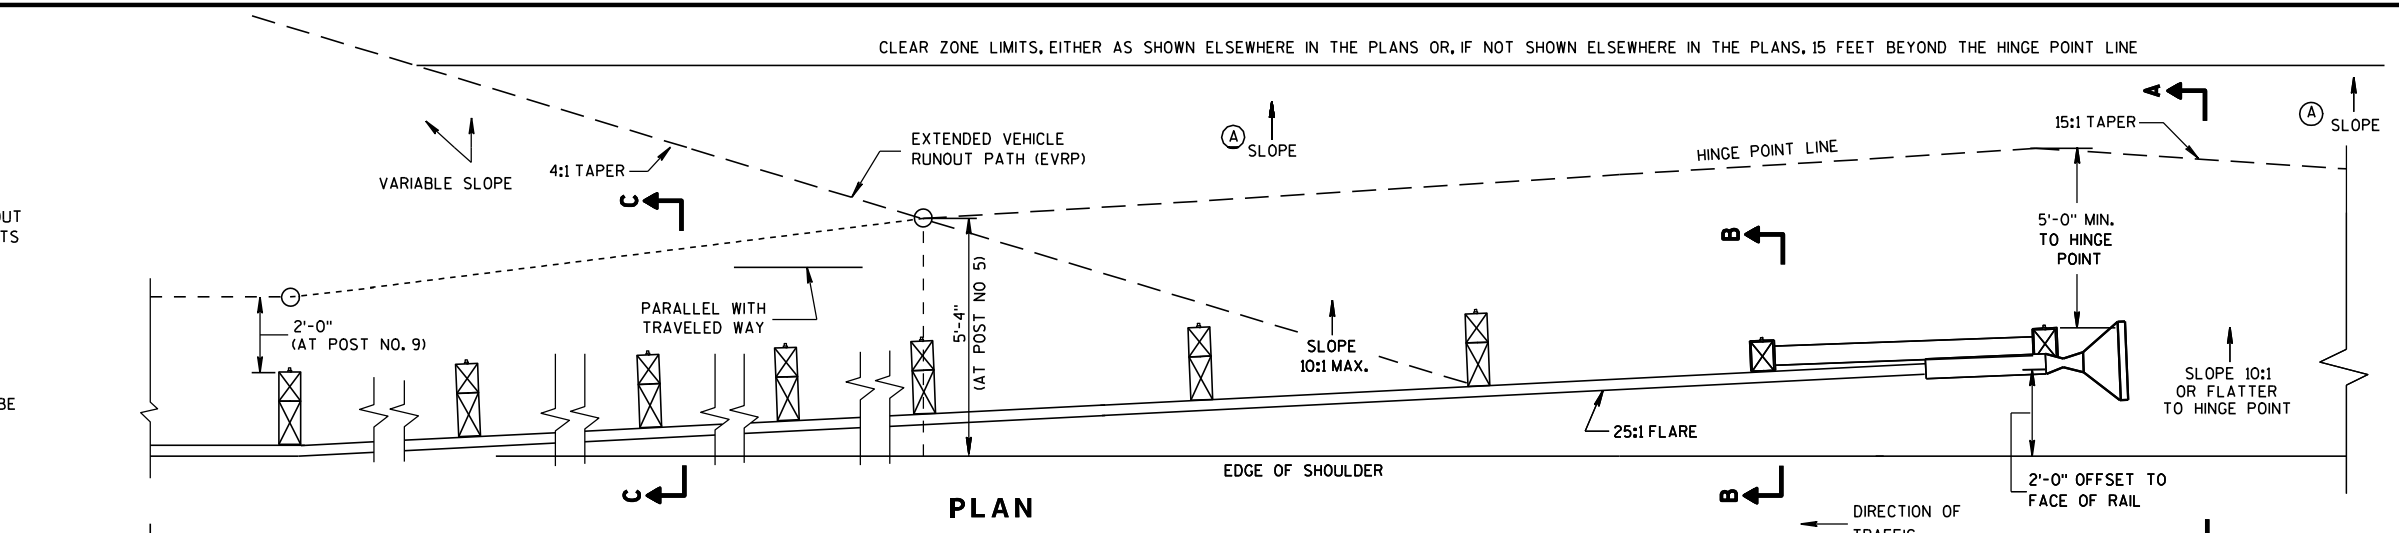 CLEAR ZONE LIMITS, EITHER AS SHOWN ELSEWHERE IN THE PLANS OR, IF NOT SHOWN ELSEWHERE IN THE PLANS, 15 FEET BEYOND THE HINGE POINT LINE
A
A
SLOPE
15:1 TAPER
EXTENDED VEHICLE
RUNOUT PATH (EVRP)
A
SLOPE
HINGE POINT LINE
4:1 TAPER
VARIABLE SLOPE
C
OUT
TS
B
5'-0" MIN.
TO HINGE
POINT
PARALLEL WITH
TRAVELED WAY
5'-4"
(AT POST NO 5)
2'-0"
(AT POST NO. 9)
SLOPE
10:1 MAX.
SLOPE 10:1
OR FLATTER
TO HINGE POINT
BE
25:1 FLARE
EDGE OF SHOULDER
C
B
2'-0" OFFSET TO
FACE OF RAIL
PLAN
DIRECTION OF
TRAFFIC